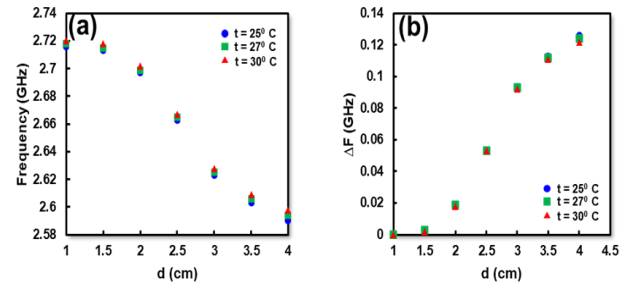 (a)
t = 25⁰ C
t = 27⁰ C
t = 30⁰ C
Frequency (GHz)
2.74
2.72
2.7
2.68
2.66
2.64
2.62
2.6
2.58
1 1.5 2 2.5 3 3.5 4
d (cm)
(b)
ΔF (GHz)
0.14
0.12
0.1
0.08
0.06
0.04
0.02
0
t = 25⁰ C
t = 27⁰ C
t = 30⁰ C
1 1.5 2 2.5 3 3.5 4 4.5
d (cm)